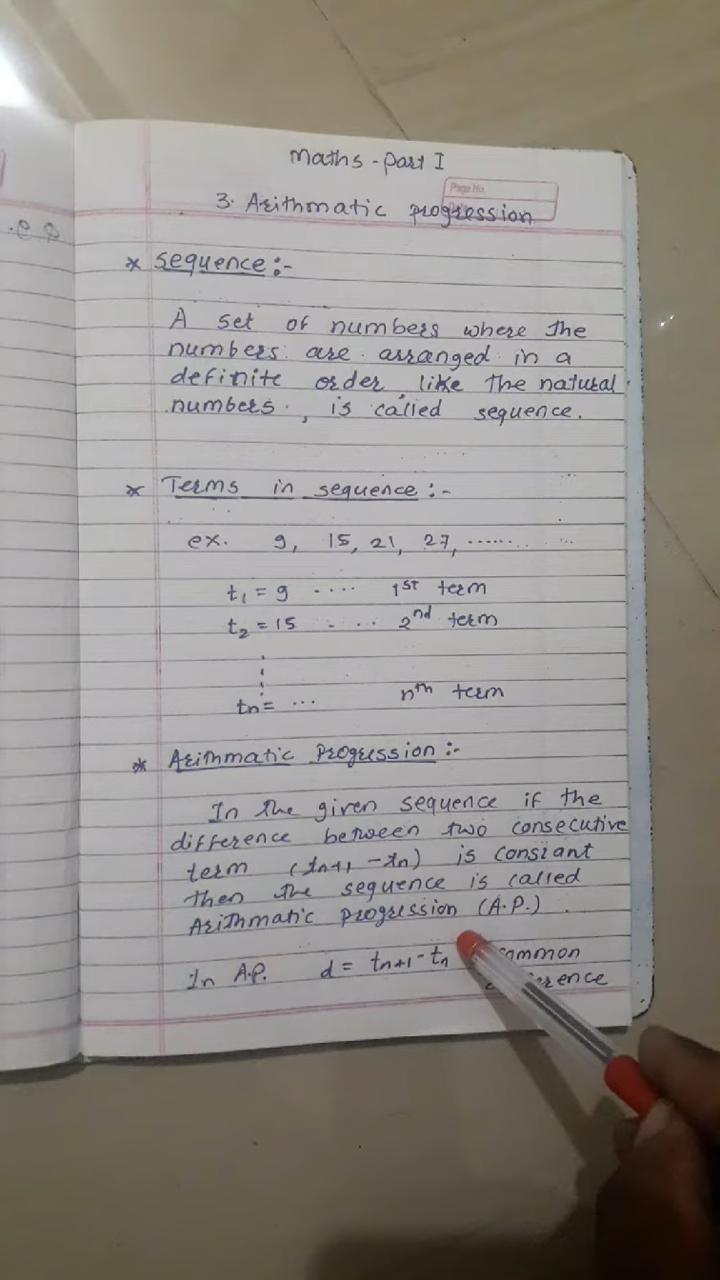 Maths - Part I
Page No.
3. Arithmatic progression
* Sequence :-
A set of numbers where the
numbers are arranged in a
definite order like the natural
numbers, is called sequence.
* Terms in sequence :-
ex. 9, 15, 21, 27, ........ ...
t₁ = 9 .... 1st term
t₂ = 15 .... 2nd term
tn = ... nth term
* Arithmatic Progression :-
In the given sequence if the
difference between two consecutive
term (tn+1 - tn) is constant
then the sequence is called
Arithmatic progression (A.P.)
In A.P. d = tn+1 - tn common